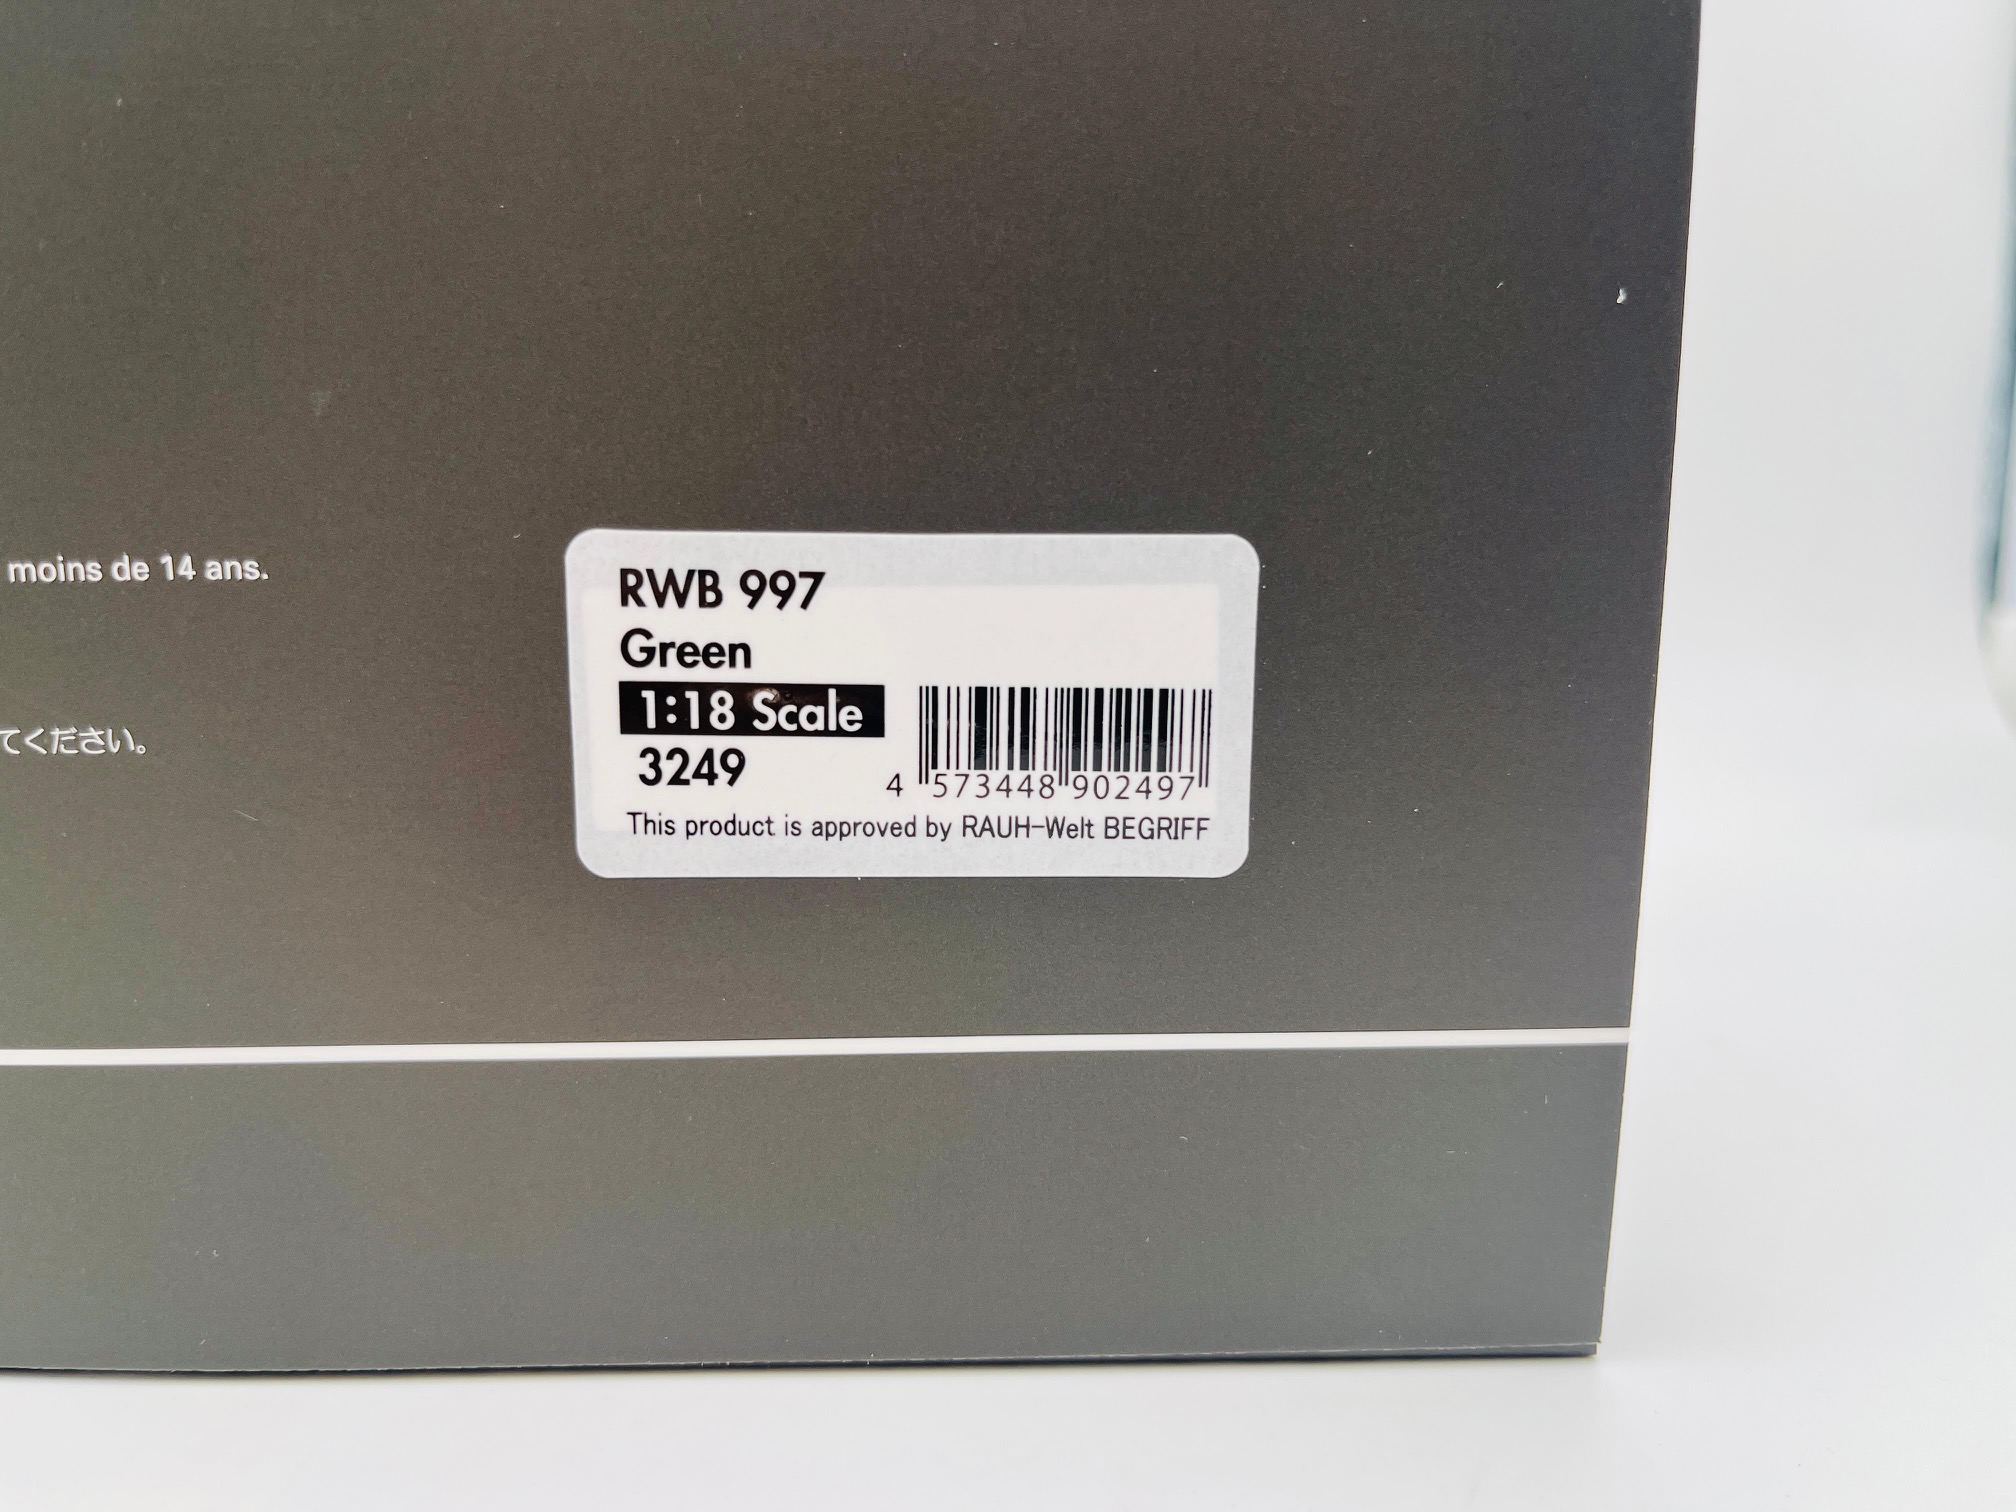 moins de 14 ans.
てください。
RWB 997
Green
1:18 Scale
3249
4 573448 902497
This product is approved by RAUH-Welt BEGRIFF